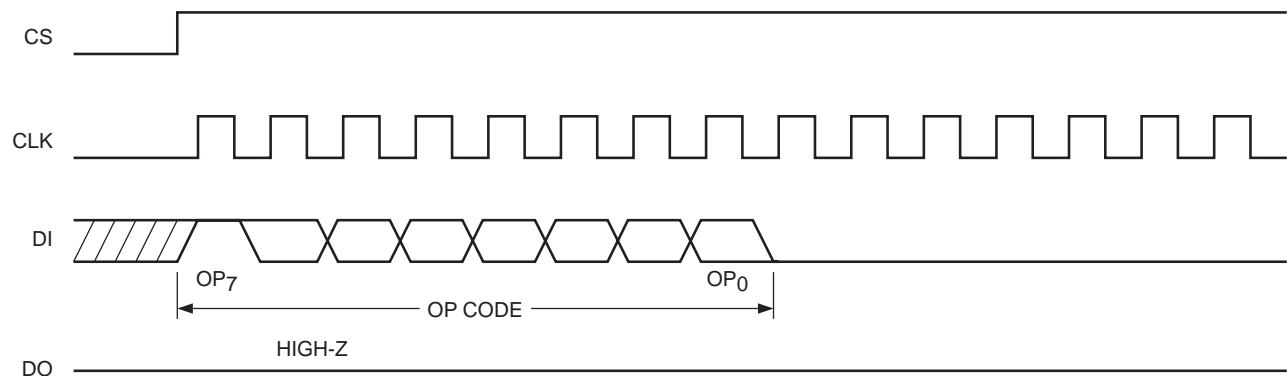 CS
CLK
DI
OP7 OP0
OP CODE
HIGH-Z
DO